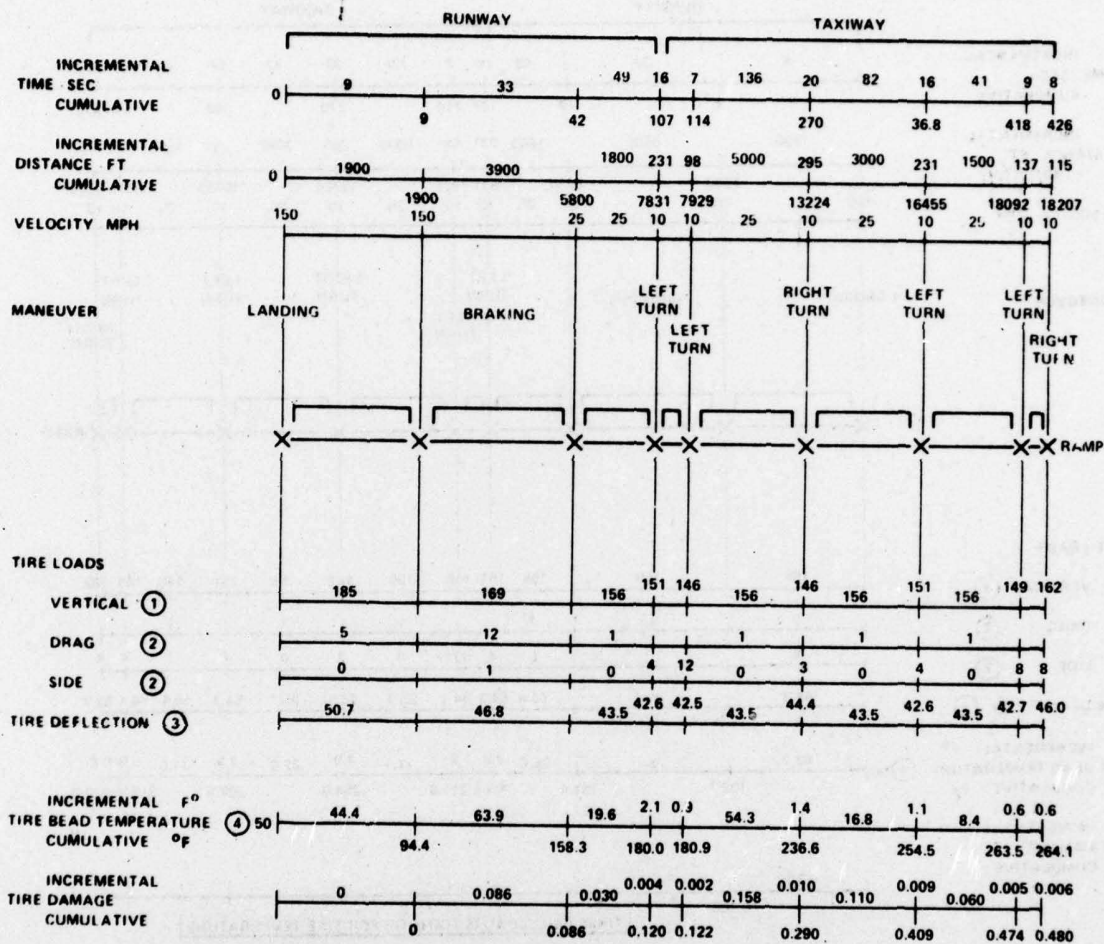 RUNWAY TAXIWAY
INCREMENTAL 9 33 49 16 7 136 20 82 16 41 9 8
TIME SEC 0
CUMULATIVE 9 42 107 114 270 36.8 418 426
INCREMENTAL 1900 3900 1800 231 98 5000 295 3000 231 1500 137 115
DISTANCE FT 0
CUMULATIVE 1900 5800 7831 7929 13224 16455 18092 18207
150 150 25 25 10 10 25 10 25 10 25 10 10
VELOCITY MPH
MANEUVER LANDING BRAKING LEFT TURN LEFT TURN RIGHT TURN LEFT TURN LEFT TURN RIGHT TURN
RAMP
TIRE LOADS
VERTICAL ① 185 169 156 151 146 156 146 156 151 156 149 162
DRAG ② 5 12 1 1 1 1
SIDE ② 0 1 0 4 12 0 3 0 4 0 8 8
TIRE DEFLECTION ③ 50.7 46.8 43.5 42.6 42.5 43.5 44.4 43.5 42.6 43.5 42.7 46.0
INCREMENTAL F° 44.4 63.9 19.6 2.1 0.9 54.3 1.4 16.8 1.1 8.4 0.6 0.6
TIRE BEAD TEMPERATURE ④ 50
CUMULATIVE °F 94.4 158.3 180.0 180.9 236.6 254.5 263.5 264.1
INCREMENTAL 0 0.086 0.030 0.004 0.002 0.158 0.010 0.110 0.009 0.060 0.005 0.006
TIRE DAMAGE
CUMULATIVE 0 0.086 0.120 0.122 0.290 0.409 0.474 0.480